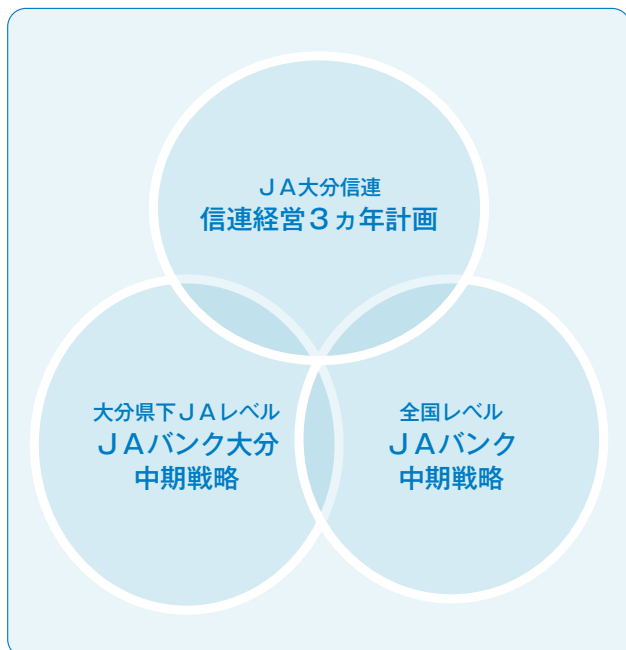 ＪＡ大分信連
信連経営３ヵ年計画
大分県下ＪＡレベル
ＪＡバンク大分
中期戦略
全国レベル
ＪＡバンク
中期戦略